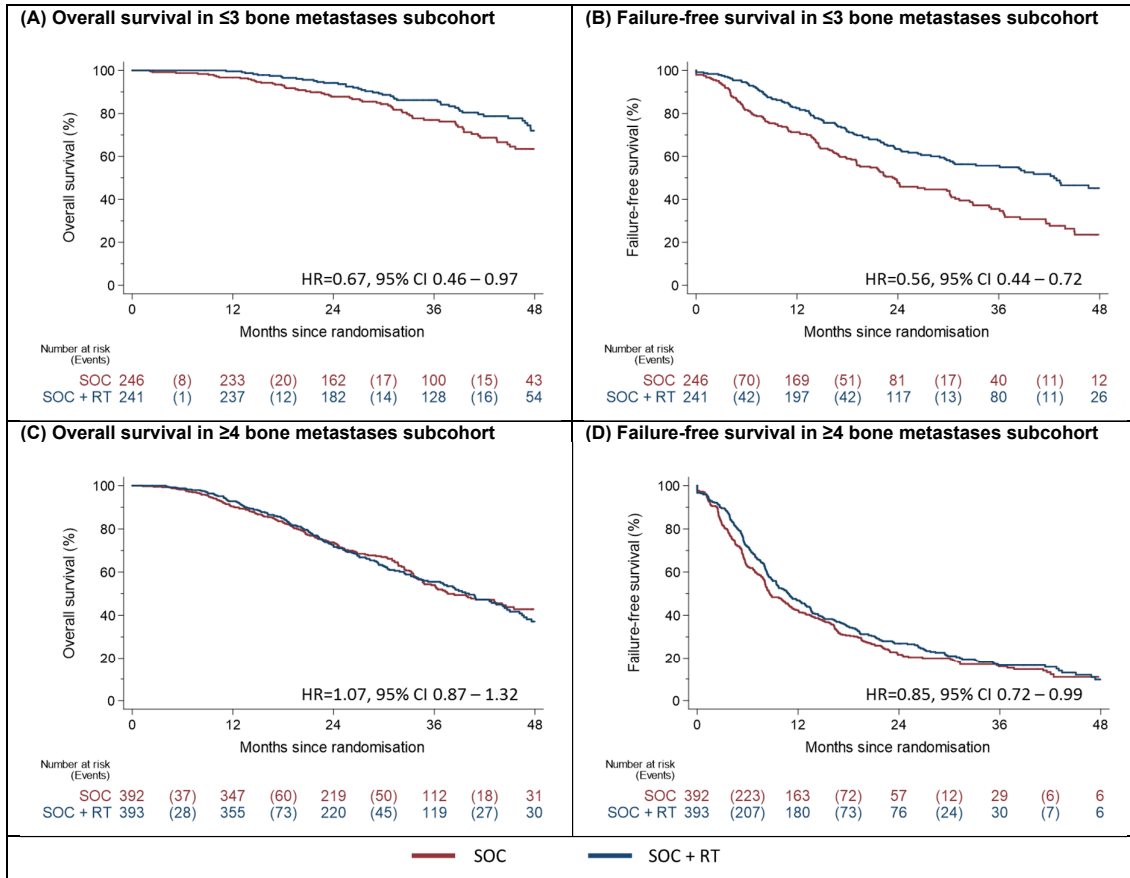 (A) Overall survival in ≤3 bone metastases subcohort
100
80
60
40
20
0
Overall survival (%)
HR=0.67, 95% CI 0.46 – 0.97
0 12 24 36 48
Months since randomisation
Number at risk
(Events)
SOC 246 (8) 233 (20) 162 (17) 100 (15) 43
SOC + RT 241 (1) 237 (12) 182 (14) 128 (16) 54
(B) Failure-free survival in ≤3 bone metastases subcohort
100
80
60
40
20
0
Failure-free survival (%)
HR=0.56, 95% CI 0.44 – 0.72
0 12 24 36 48
Months since randomisation
Number at risk
(Events)
SOC 246 (70) 169 (51) 81 (17) 40 (11) 12
SOC + RT 241 (42) 197 (42) 117 (13) 80 (11) 26
(C) Overall survival in ≥4 bone metastases subcohort
100
80
60
40
20
0
Overall survival (%)
HR=1.07, 95% CI 0.87 – 1.32
0 12 24 36 48
Months since randomisation
Number at risk
(Events)
SOC 392 (37) 347 (60) 219 (50) 112 (18) 31
SOC + RT 393 (28) 355 (73) 220 (45) 119 (27) 30
(D) Failure-free survival in ≥4 bone metastases subcohort
100
80
60
40
20
0
Failure-free survival (%)
HR=0.85, 95% CI 0.72 – 0.99
0 12 24 36 48
Months since randomisation
Number at risk
(Events)
SOC 392 (223) 163 (72) 57 (12) 29 (6) 6
SOC + RT 393 (207) 180 (73) 76 (24) 30 (7) 6
SOC SOC + RT